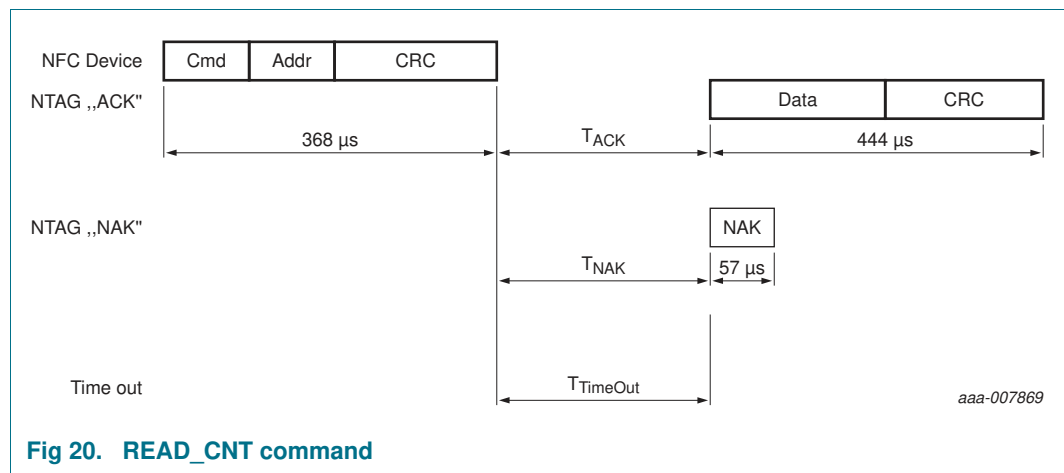 NFC Device Cmd Addr CRC
NTAG ,,ACK" Data CRC
368 µs TACK 444 µs
NTAG ,,NAK" NAK
TNAK 57 µs
Time out TTimeOut aaa-007869
Fig 20. READ_CNT command